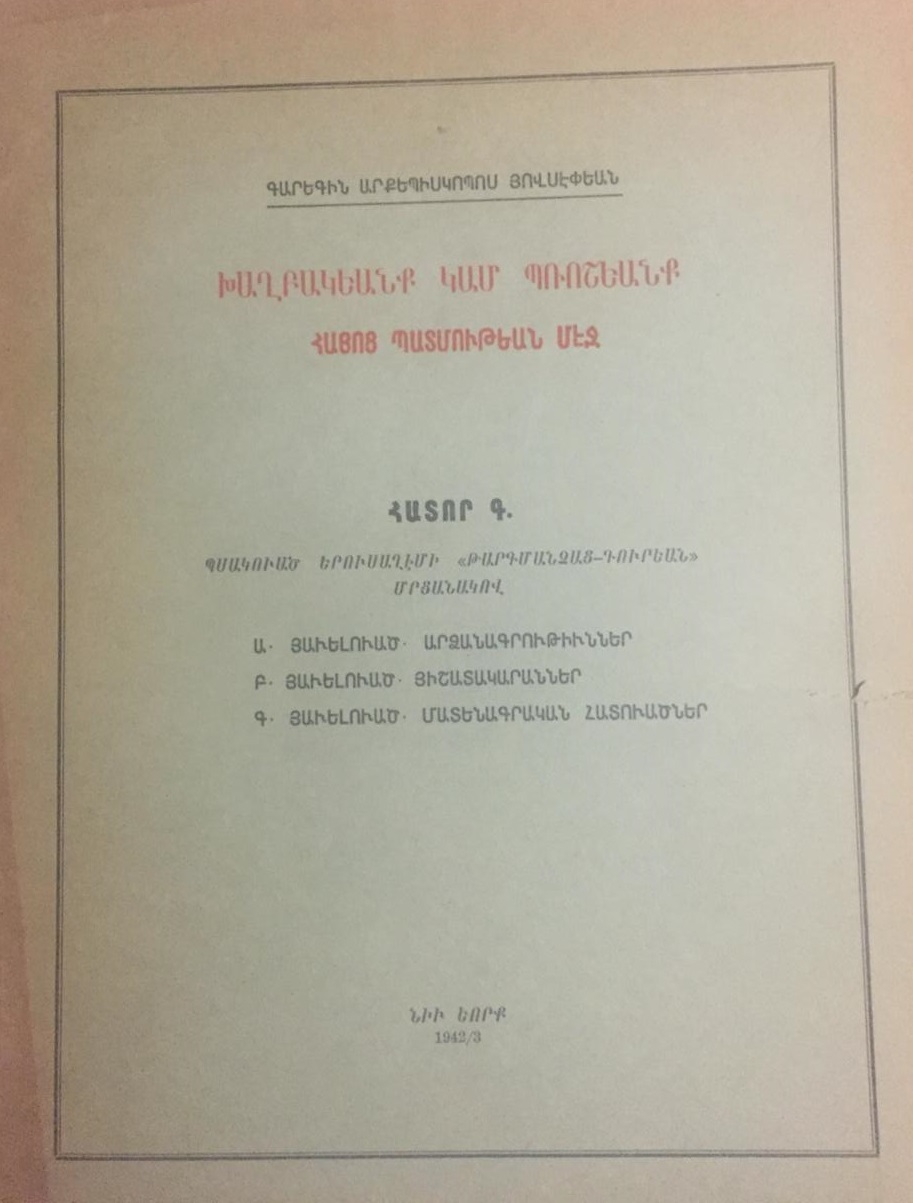 ԳԱՐԵԳԻՆ ԱՐՔԵՊԻՍԿՈՊՈՍ ՅՈՎՍԷՓԵԱՆ
ԽԱՂԲԱԿԵԱՆՔ ԿԱՄ ՊՌՈՇԵԱՆՔ
ՀԱՅՈՑ ՊԱՏՄՈՒԹԵԱՆ ՄԷՋ
ՀԱՏՈՐ Գ.
ՊՍԱԿՈՒԱԾ ԵՐՈՒՍԱՂԷՄԻ «ԹԱՐԳՄԱՆՉԱՑ–ԴՈՒՐԵԱՆ»
ՄՐՑԱՆԱԿՈՎ
Ա. ՅԱՒԵԼՈՒԱԾ. ԱՐՁԱՆԱԳՐՈՒԹԻՒՆՆԵՐ
Բ. ՅԱՒԵԼՈՒԱԾ. ՅԻՇԱՏԱԿԱՐԱՆՆԵՐ
Գ. ՅԱՒԵԼՈՒԱԾ. ՄԱՏԵՆԱԳՐԱԿԱՆ ՀԱՏՈՒԱԾՆԵՐ
ՆԻՒ ԵՈՐՔ
1942/3